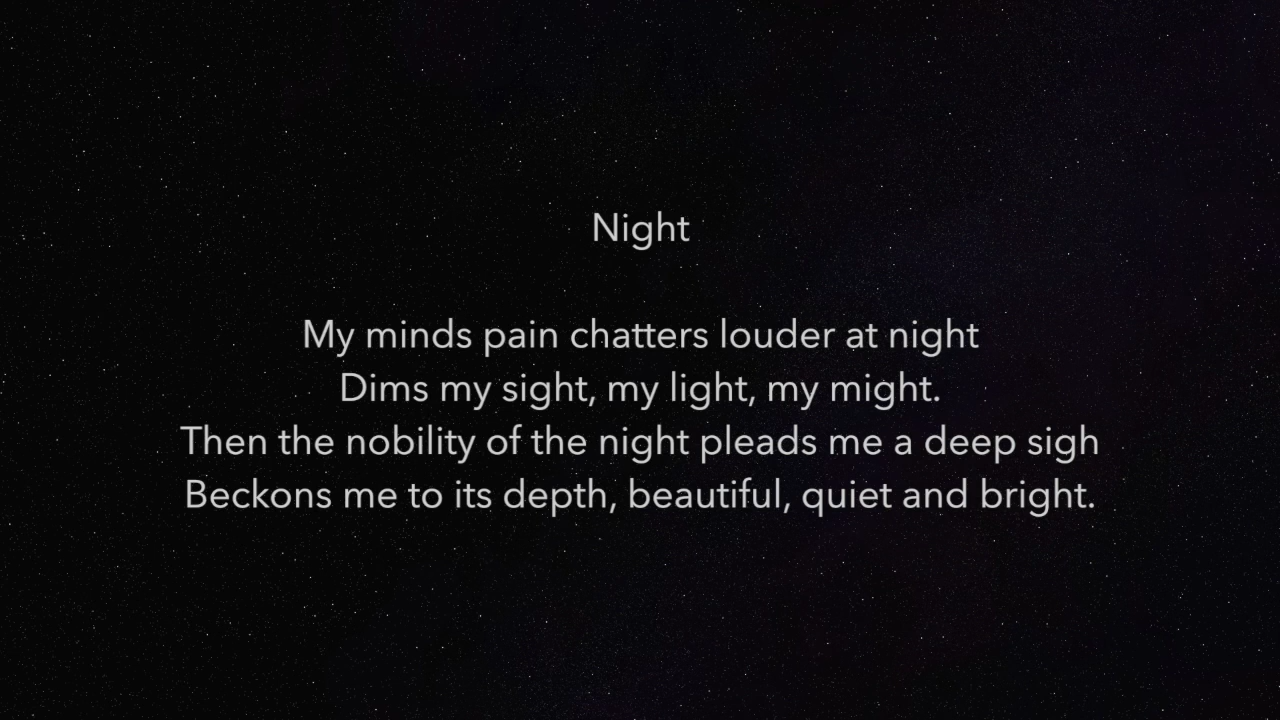 Night
My minds pain chatters louder at night
Dims my sight, my light, my might.
Then the nobility of the night pleads me a deep sigh
Beckons me to its depth, beautiful, quiet and bright.